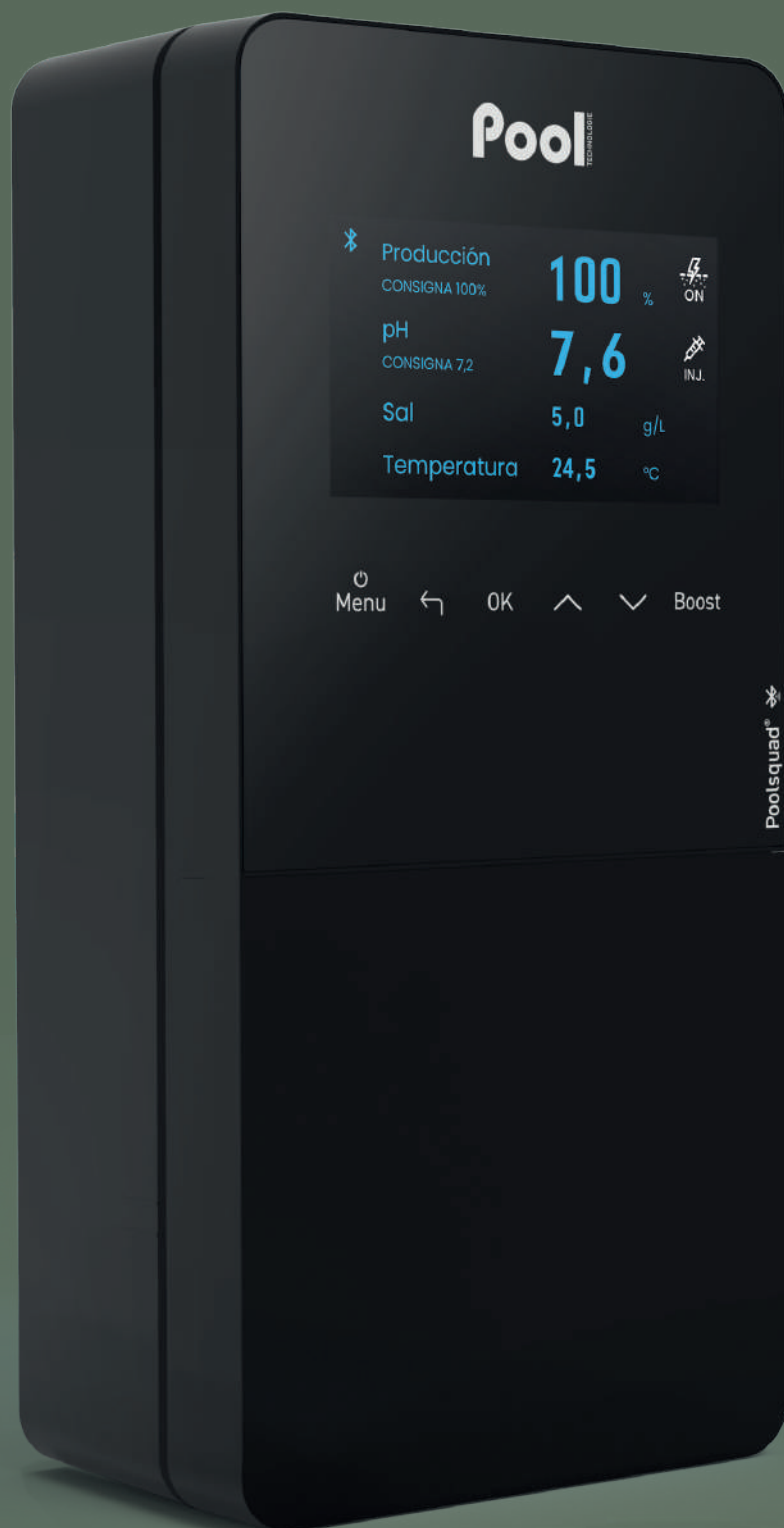 Pool
TECHNOLOGIE
Producción 100 %
CONSIGNA 100%
ON
pH 7,6
CONSIGNA 7,2
INJ.
Sal 5,0 g/L
Temperatura 24,5 °C
Menu OK Boost
Poolsquad®